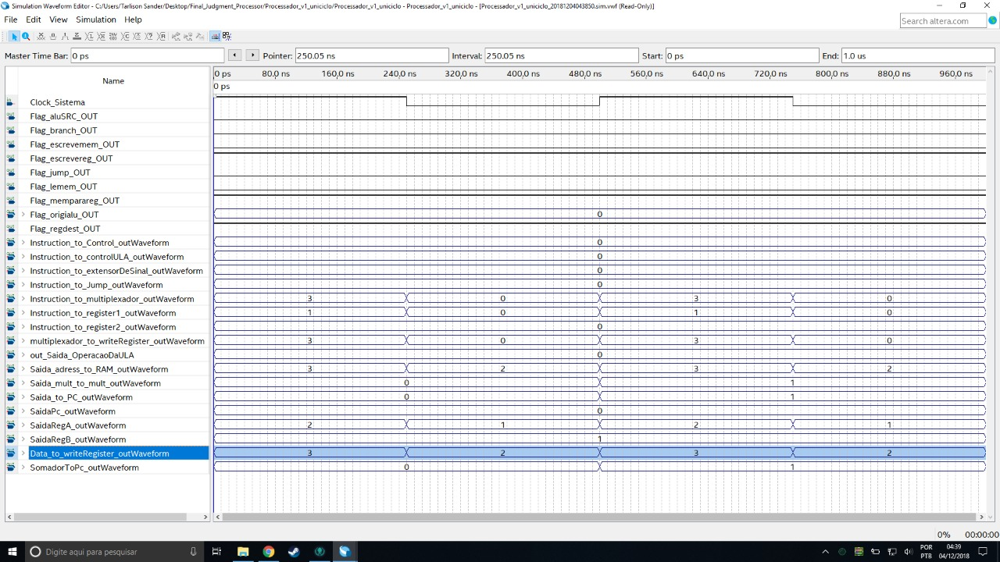 Simulation Waveform Editor - C:/Users/Tarlison Sander/Desktop/Final_Judgment_Processor/Processador_v1_uniciclo/Processador_v1_uniciclo - Processador_v1_uniciclo - [Processador_v1_uniciclo_20181204043850.sim.vwf (Read-Only)]
File Edit View Simulation Help
Search altera.com
Master Time Bar: 0 ps Pointer: 250.05 ns Interval: 250.05 ns Start: 0 ps End: 1.0 us
Name 0 ps 80.0 ns 160.0 ns 240.0 ns 320.0 ns 400.0 ns 480.0 ns 560.0 ns 640.0 ns 720.0 ns 800.0 ns 880.0 ns 960.0 ns
0 ps
Clock_Sistema
Flag_aluSRC_OUT
Flag_branch_OUT
Flag_escrevemem_OUT
Flag_escrevereg_OUT
Flag_jump_OUT
Flag_lemem_OUT
Flag_memparareg_OUT
Flag_origialu_OUT 0
Flag_regdest_OUT
Instruction_to_Control_outWaveform 0
Instruction_to_controlULA_outWaveform 0
Instruction_to_extensorDeSinal_outWaveform 0
Instruction_to_Jump_outWaveform 0
Instruction_to_multiplexador_outWaveform 3 0 3 0
Instruction_to_register1_outWaveform 1 0 1 0
Instruction_to_register2_outWaveform 0
multiplexador_to_writeRegister_outWaveform 3 0 3 0
out_Saida_OperacaoDaULA 0
Saida_adress_to_RAM_outWaveform 3 2 3 2
Saida_mult_to_mult_outWaveform 0 1
Saida_to_PC_outWaveform 0 1
SaidaPc_outWaveform 0
SaidaRegA_outWaveform 2 1 2 1
SaidaRegB_outWaveform 1
Data_to_writeRegister_outWaveform 3 2 3 2
SomadorToPc_outWaveform 0 1
0% 00:00:00
Digite aqui para pesquisar
POR
PTB
04:39
04/12/2018